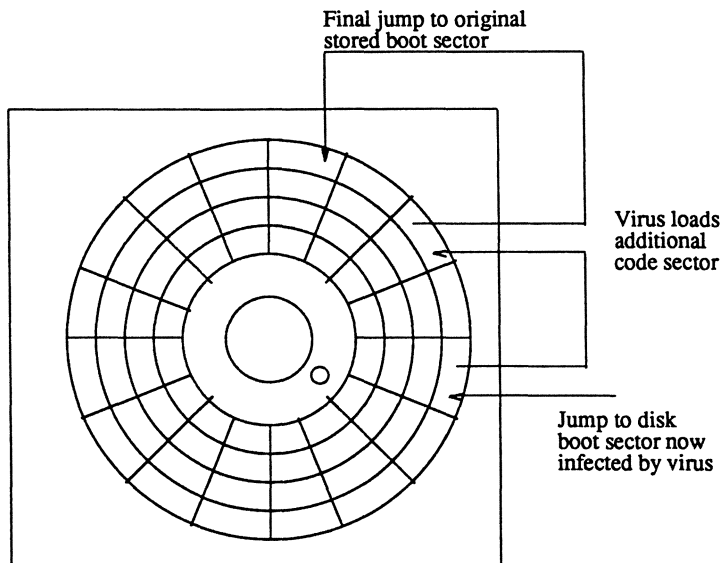 Final jump to original
stored boot sector
Virus loads
additional
code sector
Jump to disk
boot sector now
infected by virus